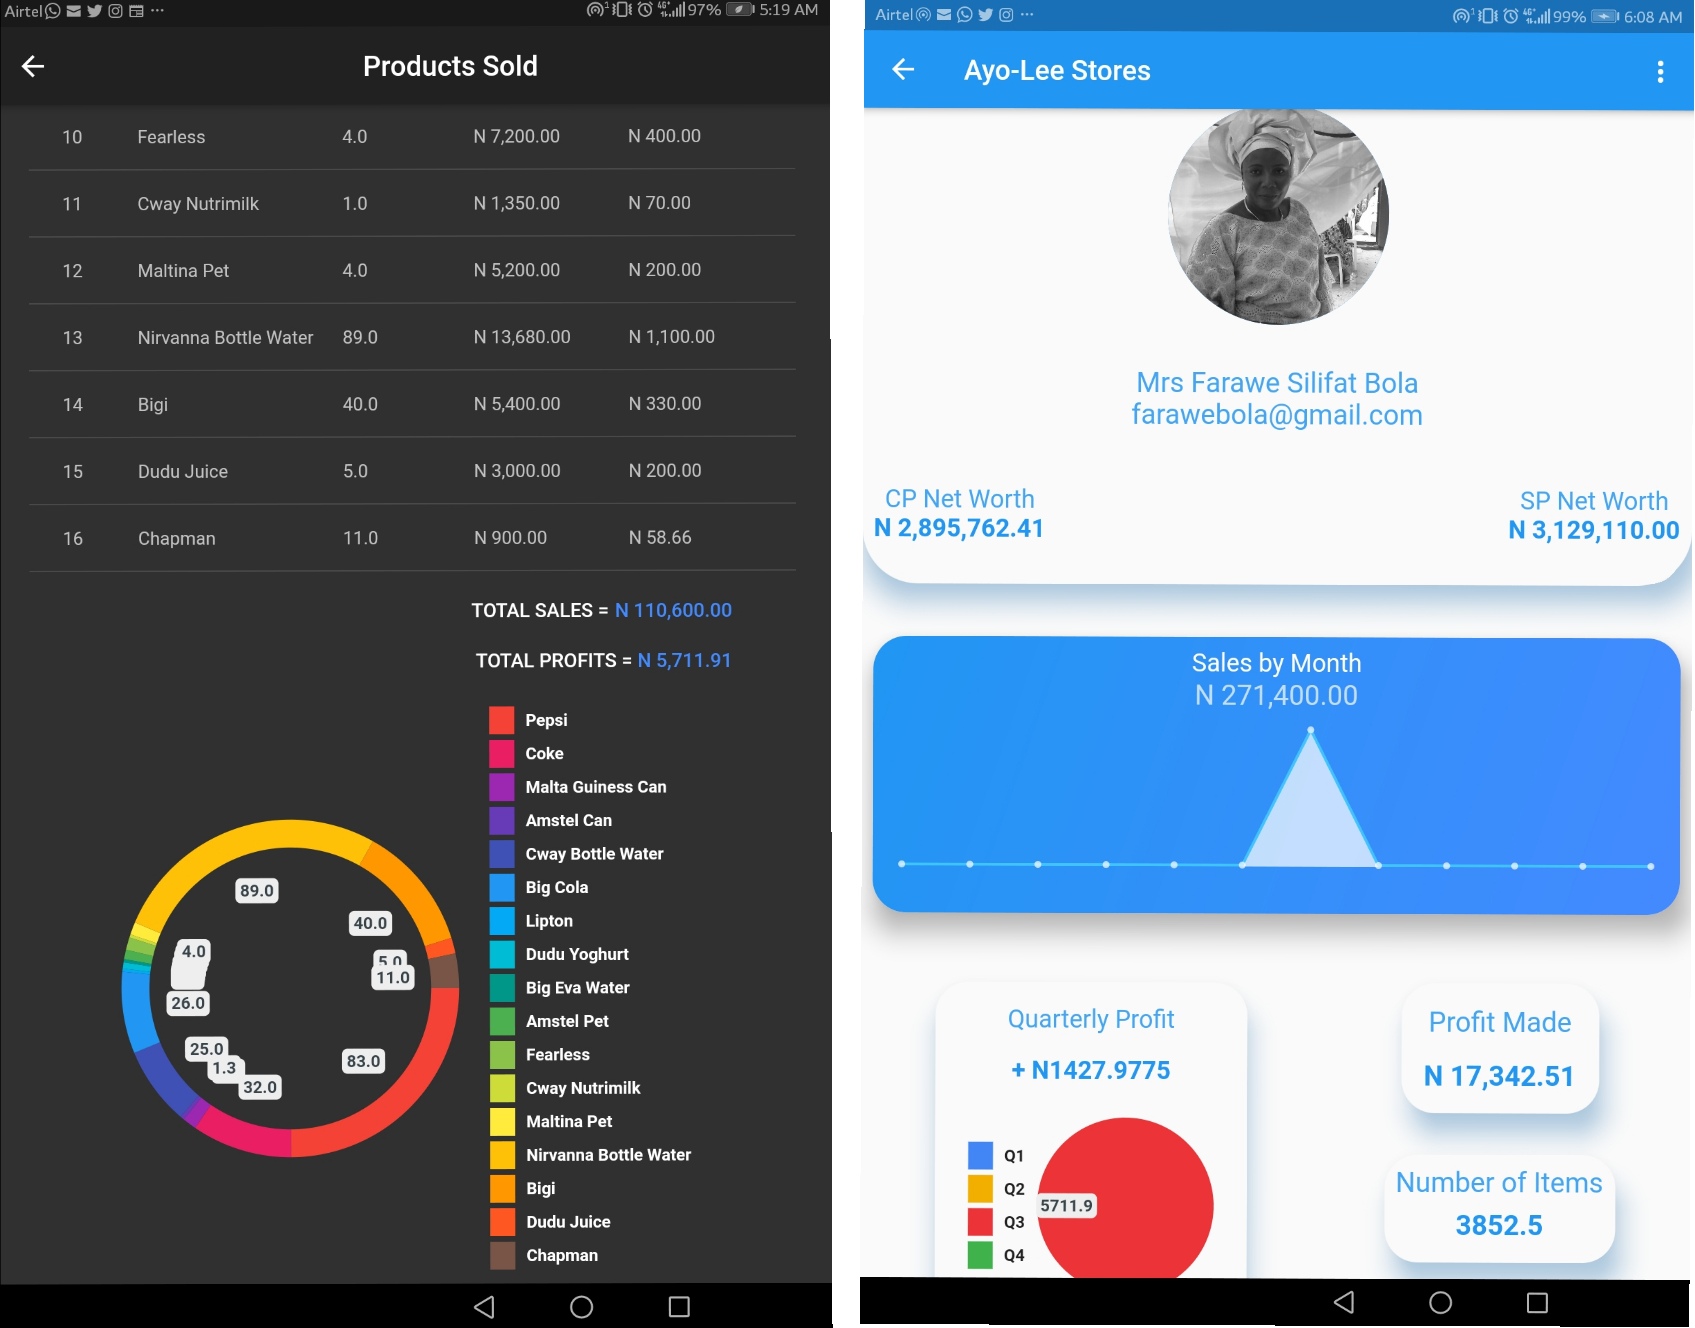 Airtel ··· 97% 5:19 AM
Products Sold
10 Fearless 4.0 N 7,200.00 N 400.00
11 Cway Nutrimilk 1.0 N 1,350.00 N 70.00
12 Maltina Pet 4.0 N 5,200.00 N 200.00
13 Nirvanna Bottle Water 89.0 N 13,680.00 N 1,100.00
14 Bigi 40.0 N 5,400.00 N 330.00
15 Dudu Juice 5.0 N 3,000.00 N 200.00
16 Chapman 11.0 N 900.00 N 58.66
TOTAL SALES = N 110,600.00
TOTAL PROFITS = N 5,711.91
Pepsi
Coke
Malta Guiness Can
Amstel Can
Cway Bottle Water
Big Cola
Lipton
Dudu Yoghurt
Big Eva Water
Amstel Pet
Fearless
Cway Nutrimilk
Maltina Pet
Nirvanna Bottle Water
Bigi
Dudu Juice
Chapman
89.0
40.0
4.0
5.0
11.0
26.0
25.0
1.3
32.0
83.0
Airtel ··· 99% 6:08 AM
Ayo-Lee Stores
Mrs Farawe Silifat Bola
farawebola@gmail.com
CP Net Worth
N 2,895,762.41
SP Net Worth
N 3,129,110.00
Sales by Month
N 271,400.00
Quarterly Profit
+ N1427.9775
Q1
Q2
Q3
Q4
5711.9
Profit Made
N 17,342.51
Number of Items
3852.5